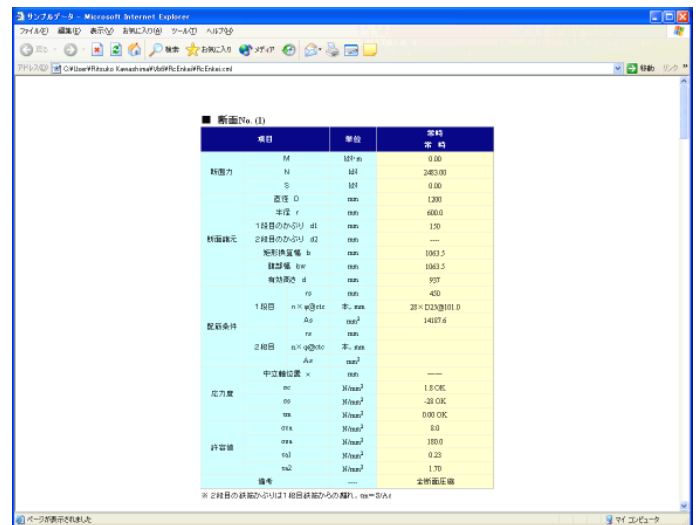 サンプルデータ - Microsoft Internet Explorer
ファイル(F) 編集(E) 表示(V) お気に入り(A) ツール(T) ヘルプ(H)
戻る 検索 お気に入り メディア
アドレス(D) C:¥User¥Ritsuko Kawashima¥Vb6¥RcEnkei¥RcEnkei.xml 移動 リンク
■ 断面No. (1)
項目 単位 常時
常 時
断面力 M kN・m 0.00
N kN 2483.00
S kN 0.00
断面諸元 直径 D mm 1200
半径 r mm 600.0
1段目のかぶり d1 mm 150
2段目のかぶり d2 mm ----
矩形換算幅 b mm 1063.5
腹部幅 bw mm 1063.5
有効高さ d mm 937
配筋条件 1段目 rs mm 450
n×φ@ctc 本、mm 28×D25@101.0
As mm² 14187.6
2段目 rs mm
n×φ@ctc 本、mm
As mm²
応力度 中立軸位置 x mm ----
σc N/mm² 1.8 OK
σs N/mm² -28 OK
τm N/mm² 0.00 OK
許容値 σca N/mm² 8.0
σsa N/mm² 180.0
τa1 N/mm² 0.23
τa2 N/mm² 1.70
備考 ---- 全断面圧縮
※ 2段目の鉄筋かぶりは1段目鉄筋からの離れ、
ページが表示されました マイ コンピュータ